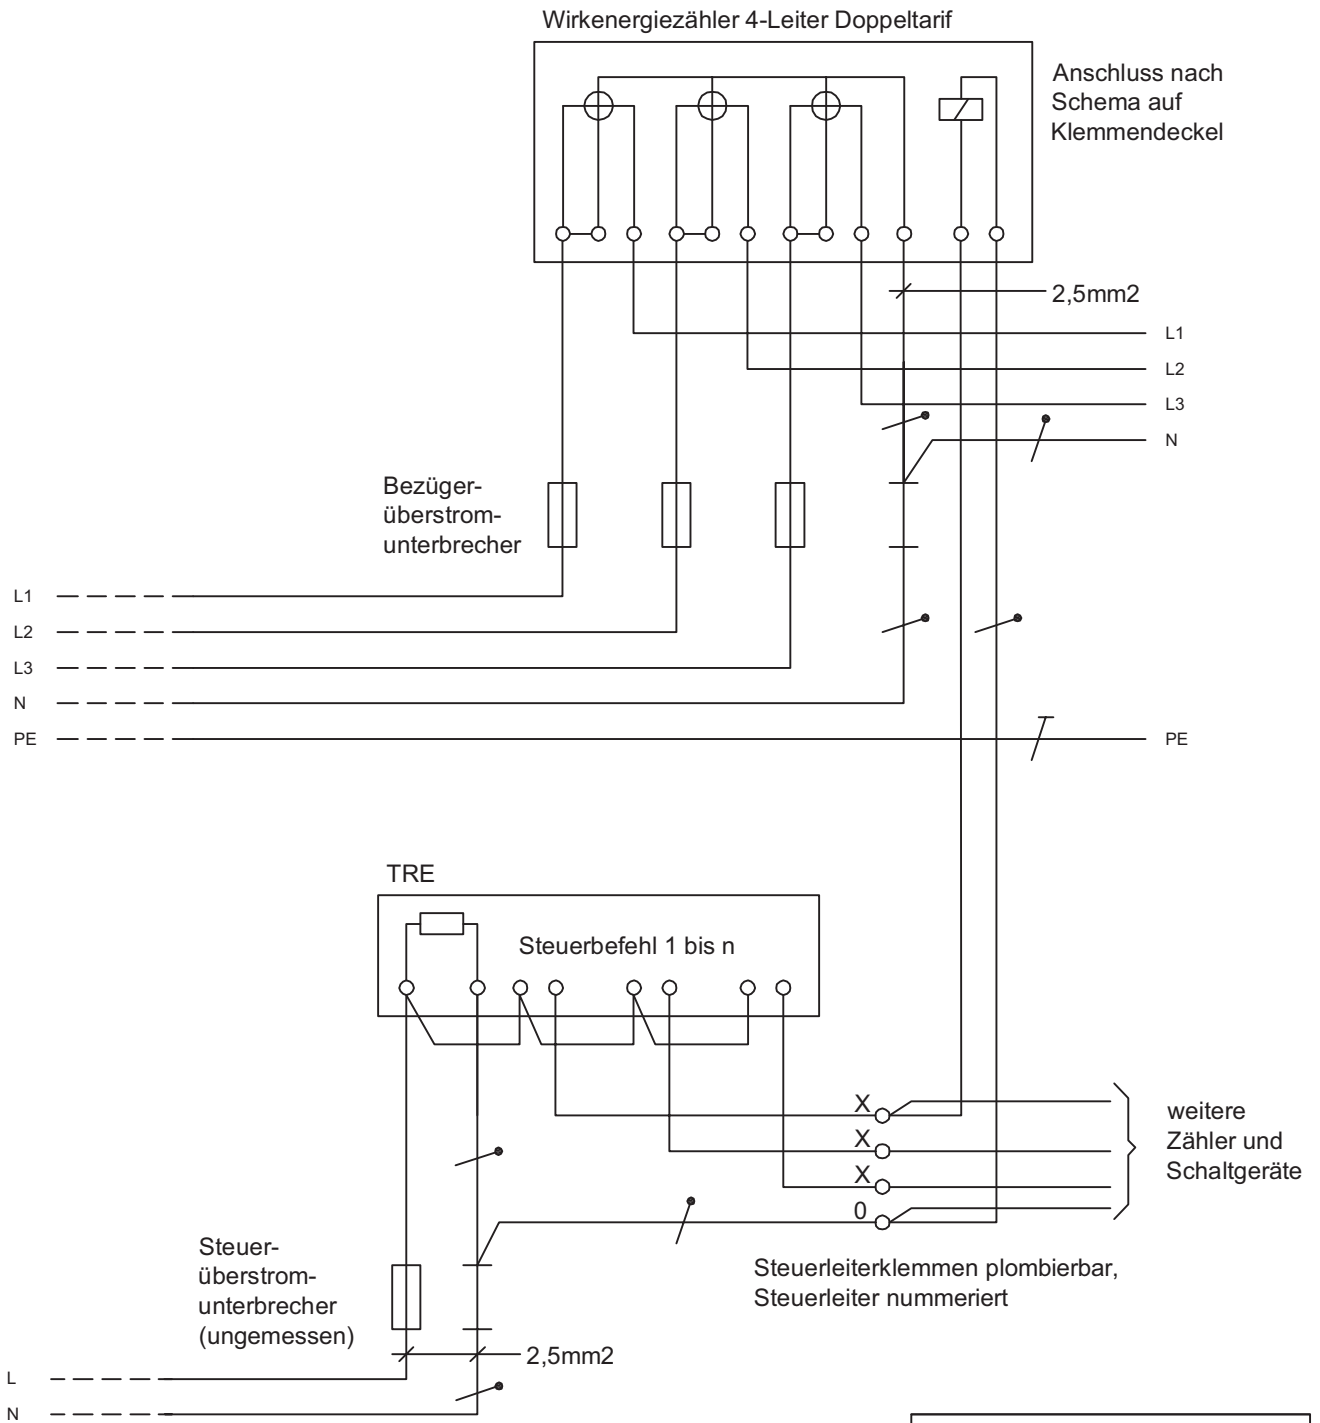 Wirkenergiezähler 4-Leiter Doppeltarif
Anschluss nach
Schema auf
Klemmendeckel
2,5mm2
L1
L2
L3
N
Bezüger-
überstrom-
unterbrecher
L1
L2
L3
N
PE
PE
TRE
Steuerbefehl 1 bis n
X
X
X
0
weitere
Zähler und
Schaltgeräte
Steuer-
überstrom-
unterbrecher
(ungemessen)
Steuerleiterklemmen plombierbar,
Steuerleiter nummeriert
2,5mm2
L
N